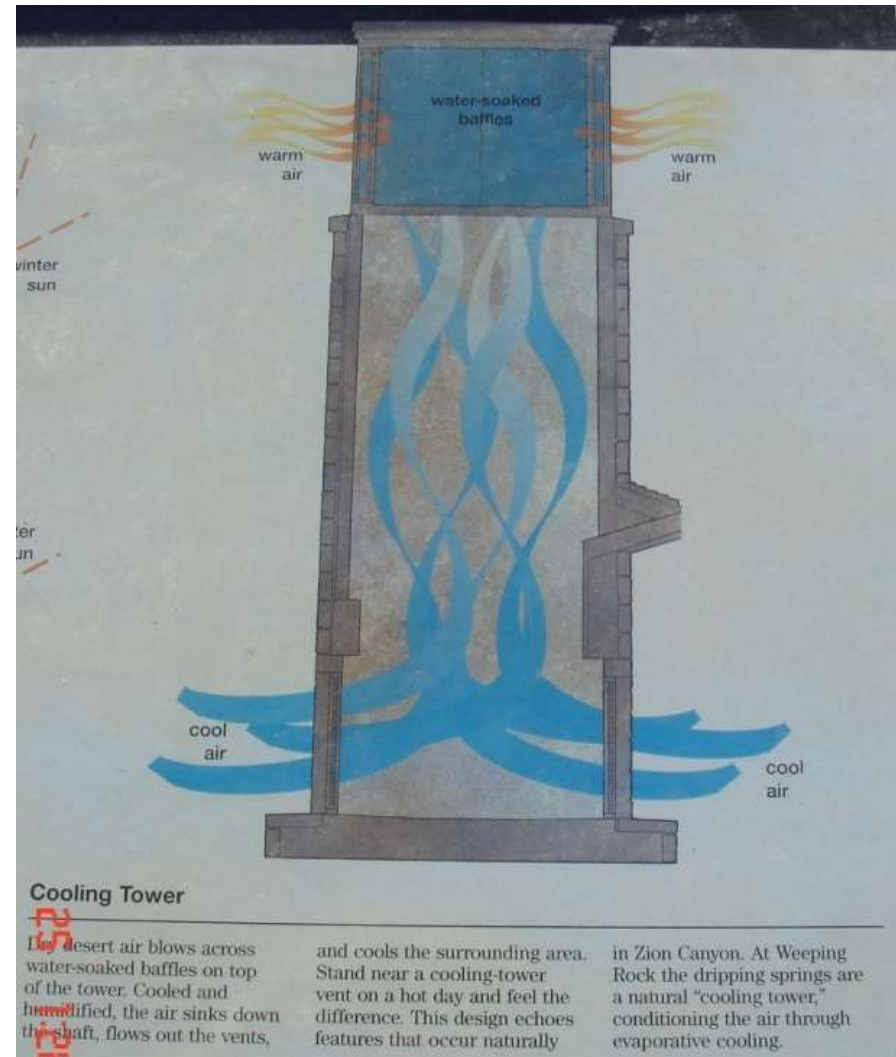 water-soaked
baffles
warm
air
warm
air
winter
sun
sun
cool
air
cool
air
Cooling Tower
Dry desert air blows across
water-soaked baffles on top
of the tower. Cooled and
humidified, the air sinks down
the shaft, flows out the vents,
and cools the surrounding area.
Stand near a cooling-tower
vent on a hot day and feel the
difference. This design echoes
features that occur naturally
in Zion Canyon. At Weeping
Rock the dripping springs are
a natural “cooling tower,”
conditioning the air through
evaporative cooling.